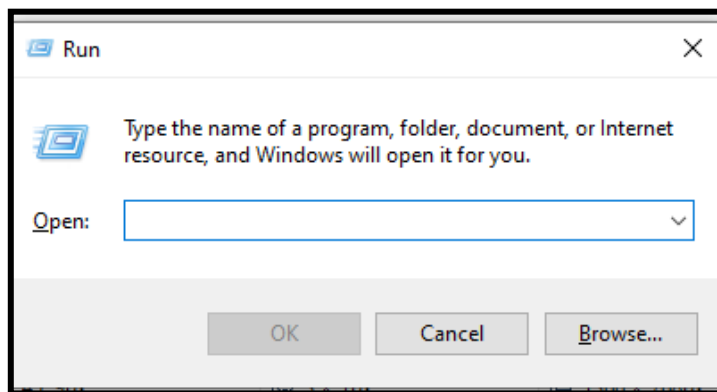 Run
Type the name of a program, folder, document, or Internet
resource, and Windows will open it for you.
Open:
OK Cancel Browse...